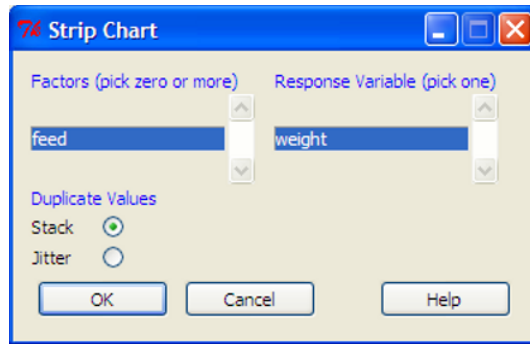 Strip Chart
Factors (pick zero or more) Response Variable (pick one)
feed weight
Duplicate Values
Stack
Jitter
OK Cancel Help